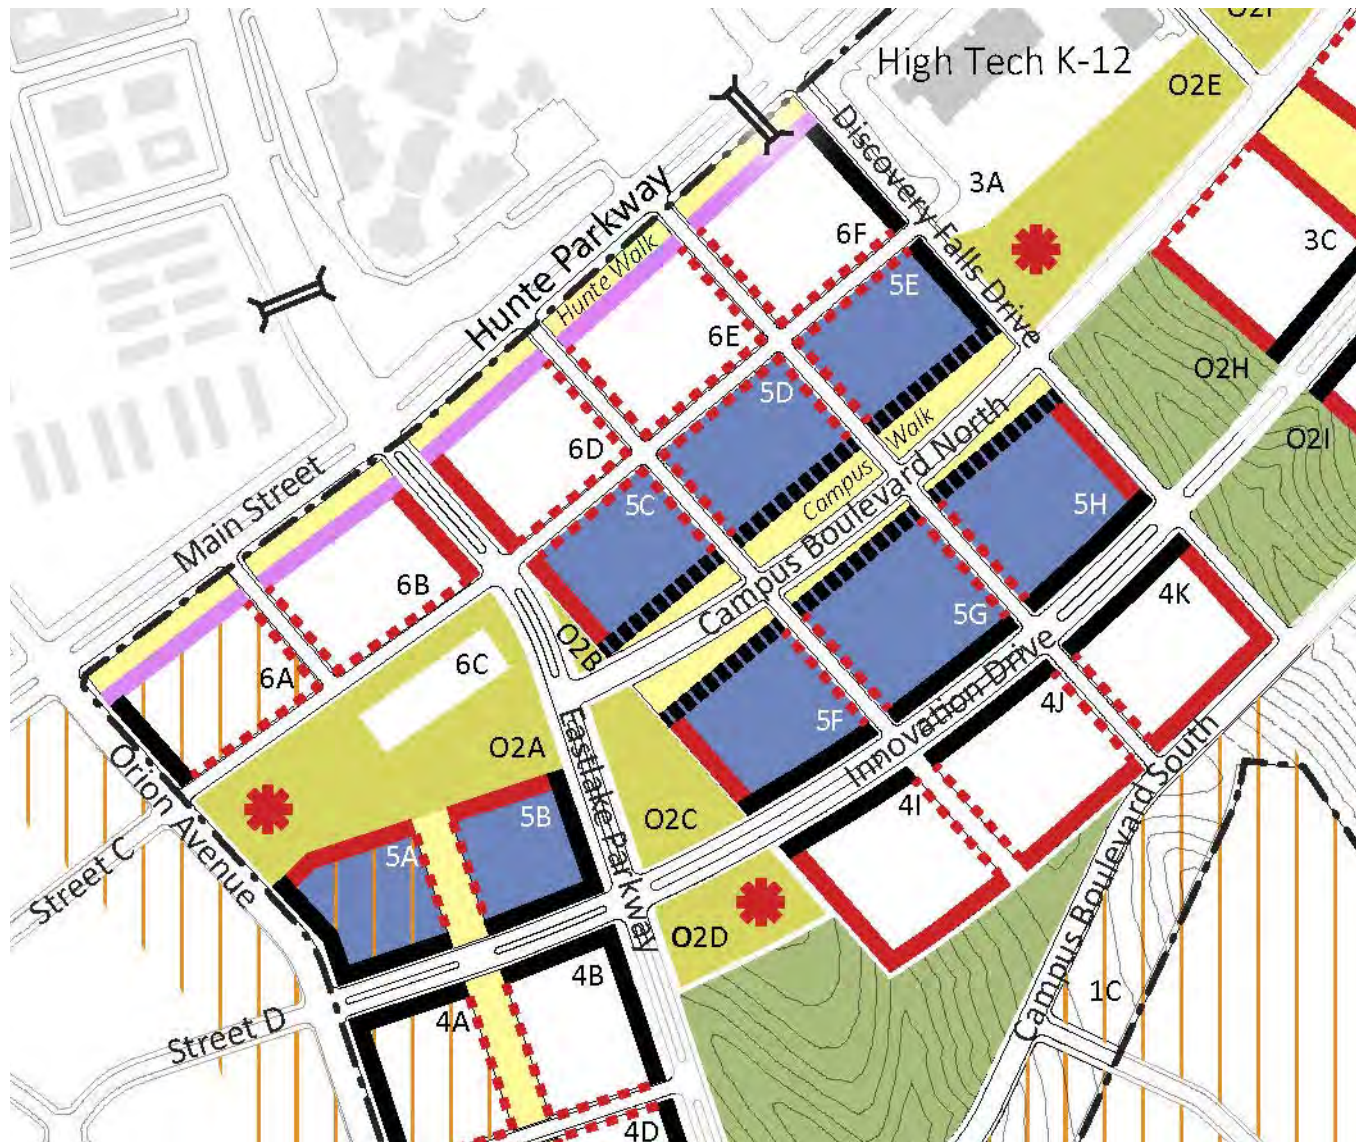 O2F
High Tech K-12
O2E
Discovery Falls Drive
3A
Hunte Parkway
Hunte Walk
6F
3C
5E
6E
O2H
5D
Campus Walk
O2I
6D
Campus Boulevard North
Main Street
5C
5H
6B
4K
5G
O2B
6C
6A
4J
5F
Innovation Drive
O2A
Eastlake Parkway
Orion Avenue
Campus Boulevard South
5B
O2C
4I
5A
Street C
O2D
4B
1C
4A
Street D
4D